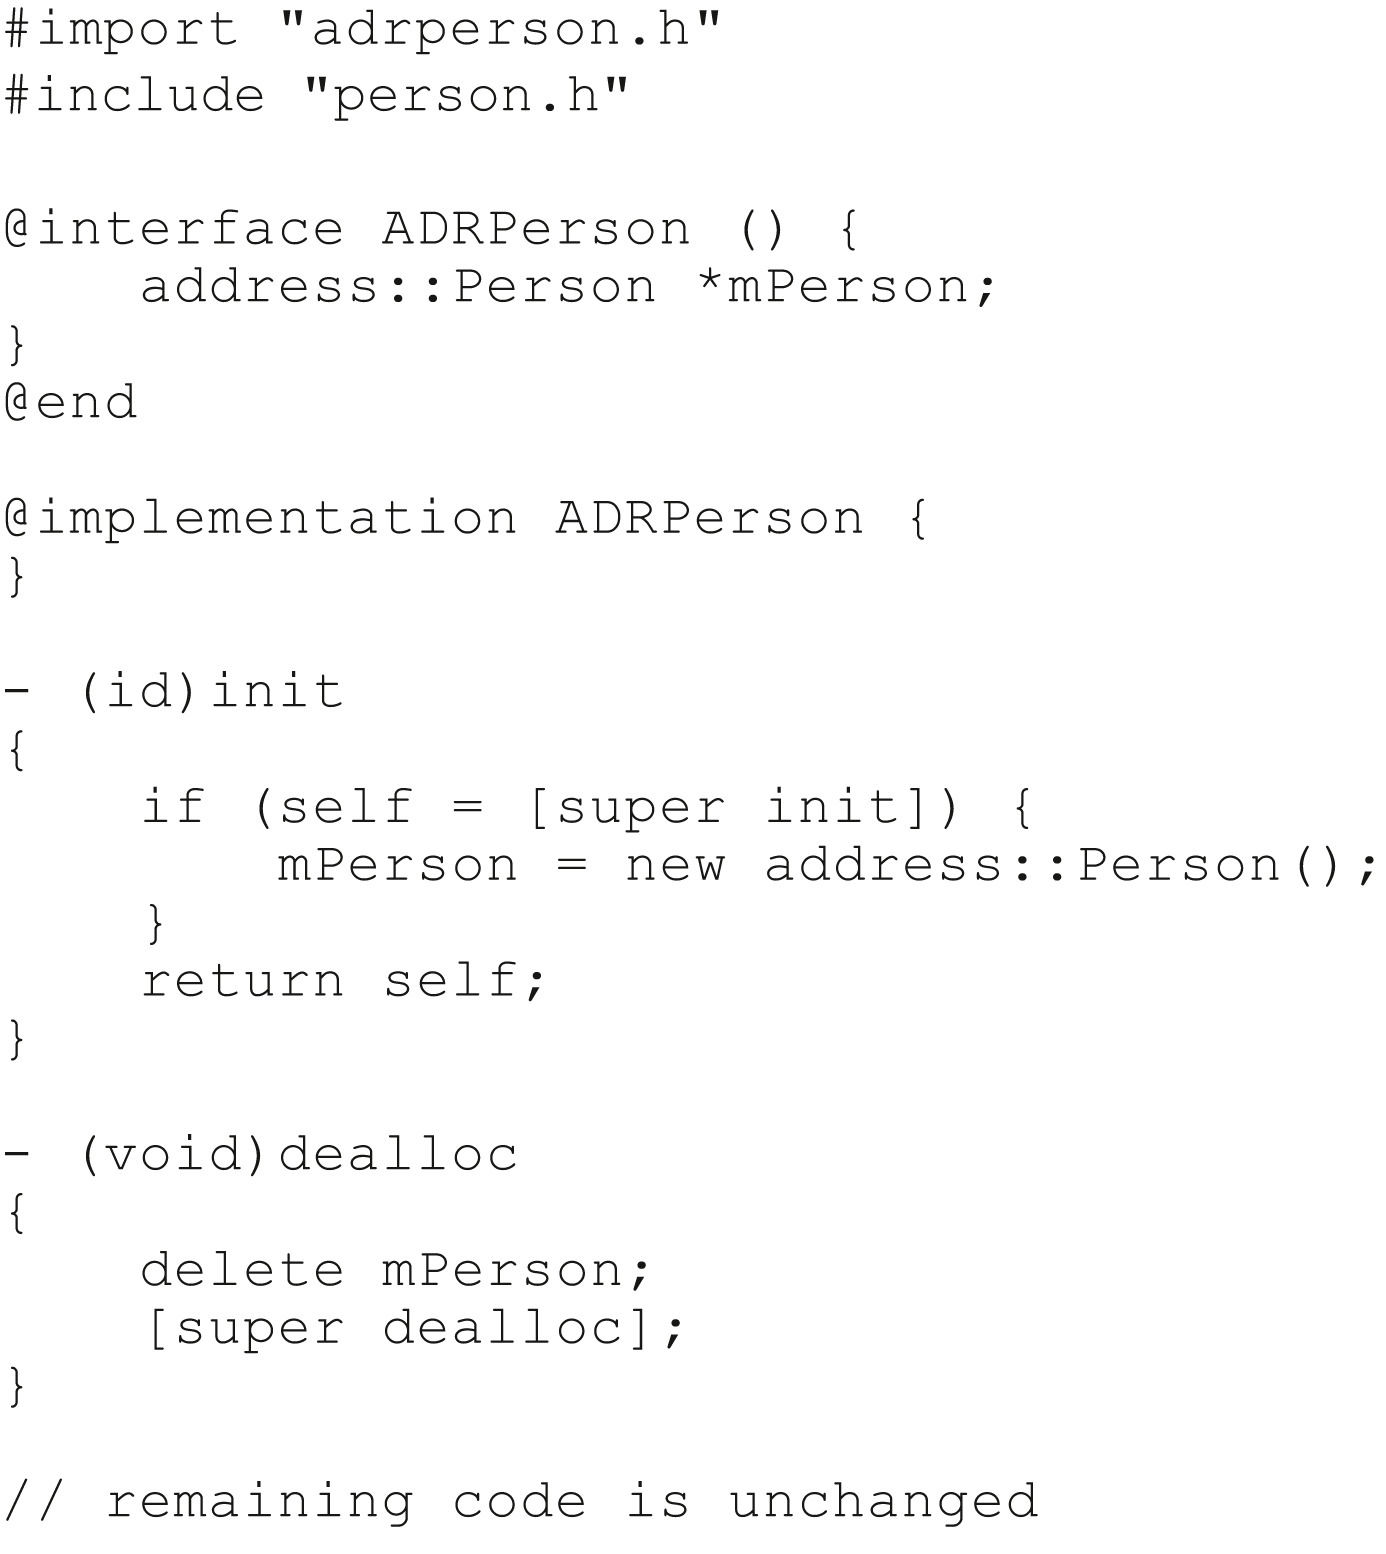 #import "adrperson.h"
#include "person.h"

@interface ADRPerson () {
    address::Person *mPerson;
}
@end

@implementation ADRPerson {
}

- (id)init
{
    if (self = [super init]) {
        mPerson = new address::Person();
    }
    return self;
}

- (void)dealloc
{
    delete mPerson;
    [super dealloc];
}

// remaining code is unchanged